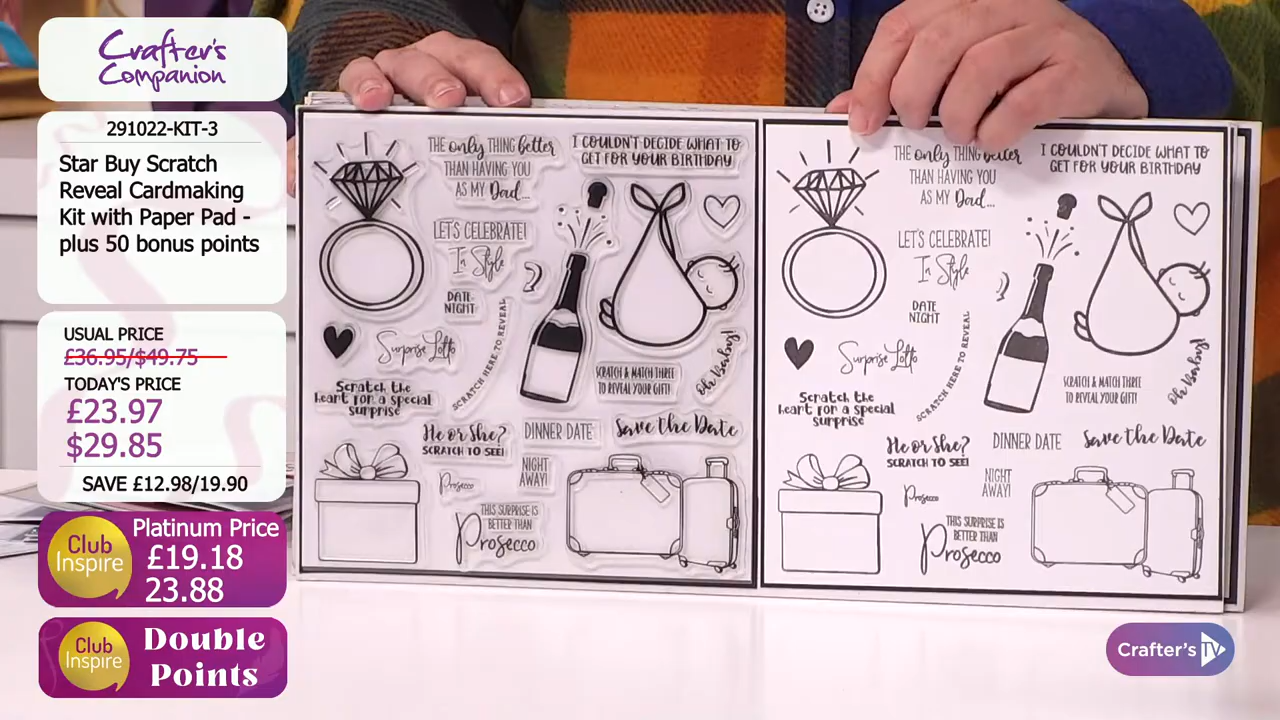 Crafter's
Companion
291022-KIT-3
Star Buy Scratch
Reveal Cardmaking
Kit with Paper Pad -
plus 50 bonus points
USUAL PRICE
£36.95/$49.75
TODAY'S PRICE
£23.97
$29.85
SAVE £12.98/19.90
Club
Inspire
Platinum Price
£19.18
23.88
Club
Inspire
Double
Points
THE only THING better
THAN HAVING YOU
AS MY Dad...
I COULDN'T DECIDE WHAT TO
GET FOR YOUR BIRTHDAY
LET'S CELEBRATE!
In Style
DATE
NIGHT
SCRATCH HERE TO REVEAL
Surprise Lotto
Scratch the
heart for a special
surprise
SCRATCH & MATCH THREE
TO REVEAL YOUR GIFT!
Oh Baby!
He or She?
SCRATCH TO SEE!
DINNER DATE
Save the Date
NIGHT
AWAY!
Prosecco
THIS SURPRISE IS
BETTER THAN
Prosecco
THE only THING better
THAN HAVING YOU
AS MY Dad...
I COULDN'T DECIDE WHAT TO
GET FOR YOUR BIRTHDAY
LET'S CELEBRATE!
In Style
DATE
NIGHT
SCRATCH HERE TO REVEAL
Surprise Lotto
Scratch the
heart for a special
surprise
SCRATCH & MATCH THREE
TO REVEAL YOUR GIFT!
Oh Baby!
He or She?
SCRATCH TO SEE!
DINNER DATE
Save the Date
NIGHT
AWAY!
Prosecco
THIS SURPRISE IS
BETTER THAN
Prosecco
Crafter's TV